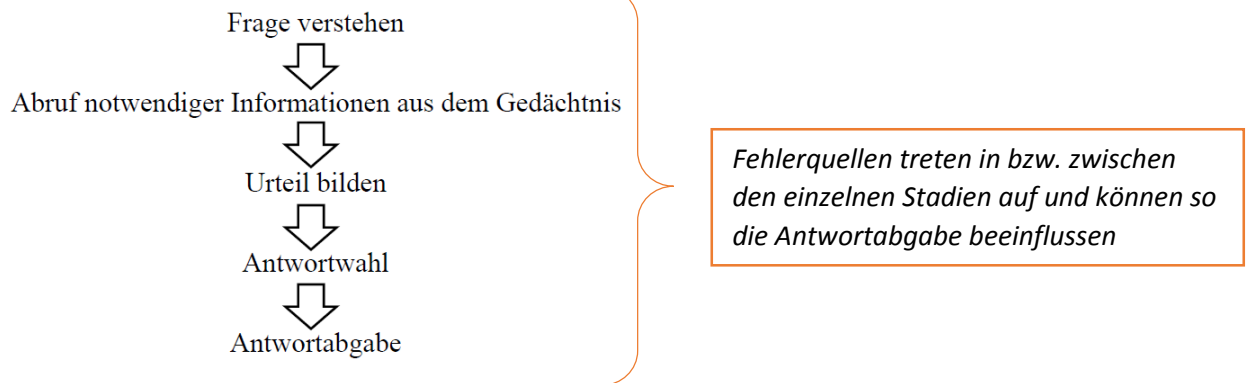 Frage verstehen
Abruf notwendiger Informationen aus dem Gedächtnis
Urteil bilden
Antwortwahl
Antwortabgabe
Fehlerquellen treten in bzw. zwischen
den einzelnen Stadien auf und können so
die Antwortabgabe beeinflussen